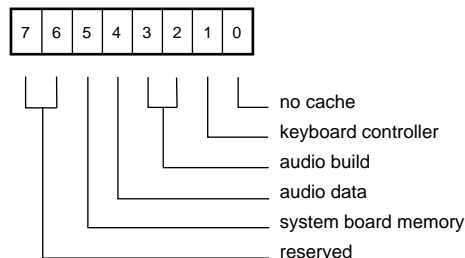 7 6 5 4 3 2 1 0
no cache
keyboard controller
audio build
audio data
system board memory
reserved